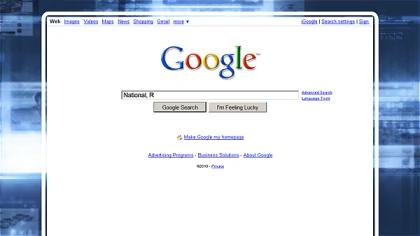 Web Images Videos Maps News Shopping Gmail more ▼
iGoogle | Search settings | Sign
Google™
National, R
Advanced Search
Language Tools
Google Search I'm Feeling Lucky
Make Google my homepage
Advertising Programs - Business Solutions - About Google
©2010 - Privacy